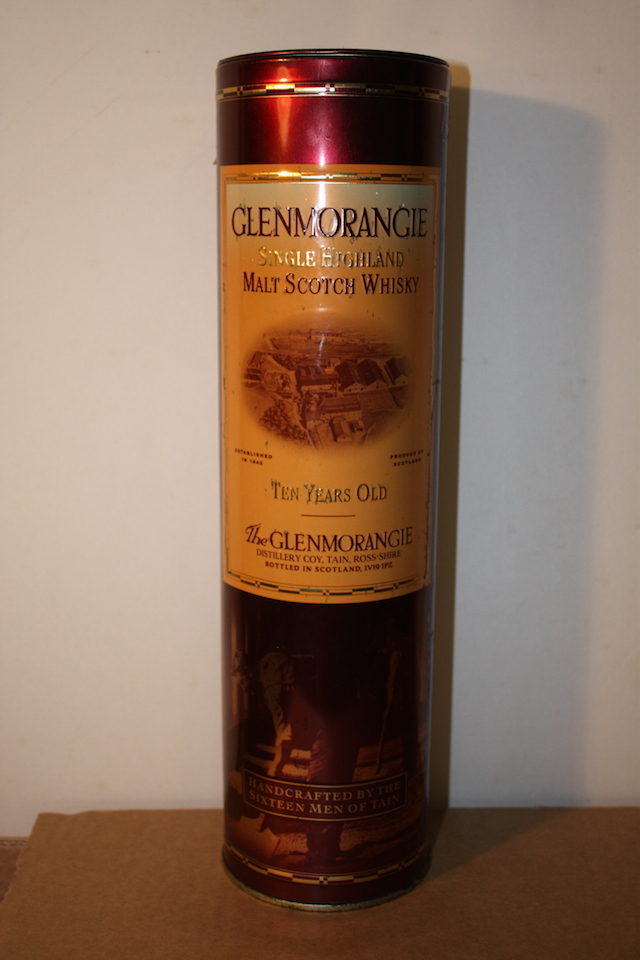 GLENMORANGIE
SINGLE HIGHLAND
MALT SCOTCH WHISKY
ESTABLISHED
IN 1843
PRODUCE OF
SCOTLAND
TEN YEARS OLD
The GLENMORANGIE
DISTILLERY COY, TAIN, ROSS-SHIRE
BOTTLED IN SCOTLAND, IV19 1PZ
HANDCRAFTED BY THE
SIXTEEN MEN OF TAIN